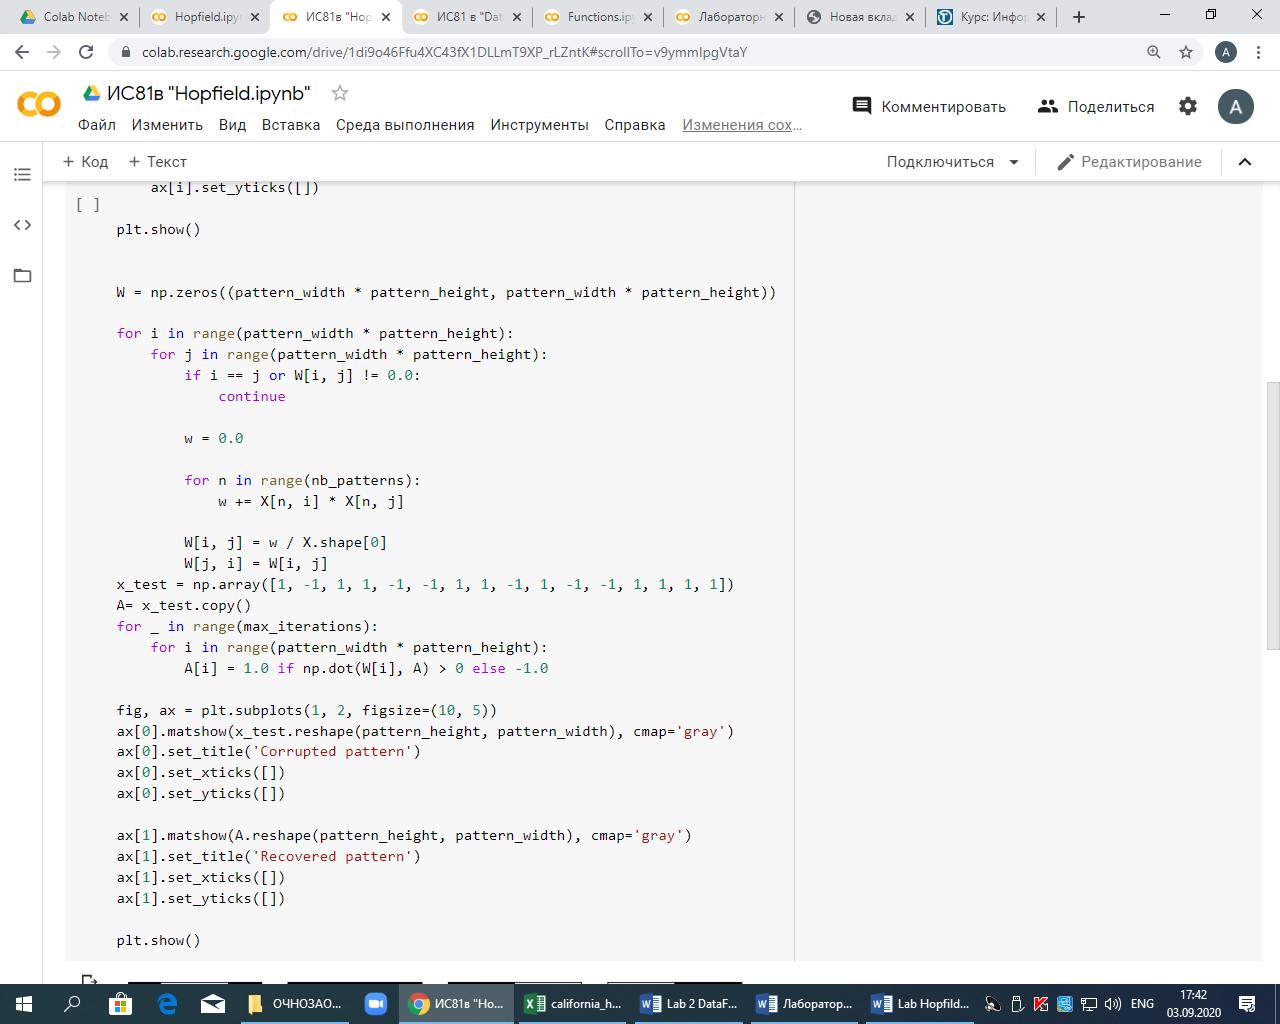 Colab Noteb
Hopfield.ipyn
ИС81в "Hop
ИС81 в "Dat
Functions.ip
Лабораторн
Новая вклад
Курс: Инфор
colab.research.google.com/drive/1di9o46Ffu4XC43fX1DLLmT9XP_rLZntK#scrollTo=v9ymmIpgVtaY
A
ИС81в "Hopfield.ipynb"
Комментировать
Поделиться
A
Файл Изменить Вид Вставка Среда выполнения Инструменты Справка Изменения сох...
+ Код + Текст
Подключиться
Редактирование
ax[i].set_yticks([])
[ ]
plt.show()
W = np.zeros((pattern_width * pattern_height, pattern_width * pattern_height))
for i in range(pattern_width * pattern_height):
for j in range(pattern_width * pattern_height):
if i == j or W[i, j] != 0.0:
continue
w = 0.0
for n in range(nb_patterns):
w += X[n, i] * X[n, j]
W[i, j] = w / X.shape[0]
W[j, i] = W[i, j]
x_test = np.array([1, -1, 1, 1, -1, -1, 1, 1, -1, 1, -1, -1, 1, 1, 1, 1])
A= x_test.copy()
for _ in range(max_iterations):
for i in range(pattern_width * pattern_height):
A[i] = 1.0 if np.dot(W[i], A) > 0 else -1.0
fig, ax = plt.subplots(1, 2, figsize=(10, 5))
ax[0].matshow(x_test.reshape(pattern_height, pattern_width), cmap='gray')
ax[0].set_title('Corrupted pattern')
ax[0].set_xticks([])
ax[0].set_yticks([])
ax[1].matshow(A.reshape(pattern_height, pattern_width), cmap='gray')
ax[1].set_title('Recovered pattern')
ax[1].set_xticks([])
ax[1].set_yticks([])
plt.show()
ОЧНОЗАО...
ИС81в "Ho...
california_h...
Lab 2 DataF...
Лаборатор...
Lab Hopfild...
ENG
17:42
03.09.2020